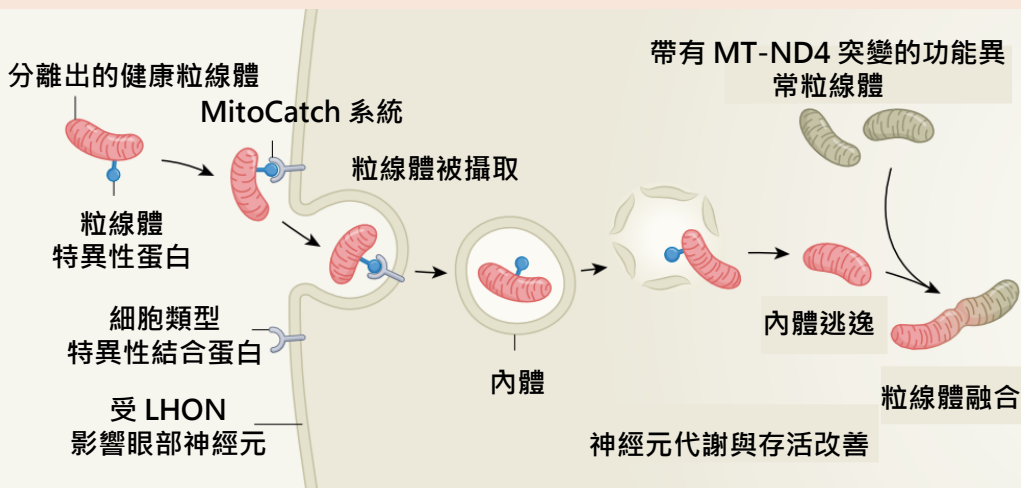 分離出的健康粒線體
MitoCatch 系統
粒線體被攝取
帶有 MT-ND4 突變的功能異
常粒線體
粒線體
特異性蛋白
細胞類型
特異性結合蛋白
受 LHON
影響眼部神經元
內體
內體逃逸
粒線體融合
神經元代謝與存活改善